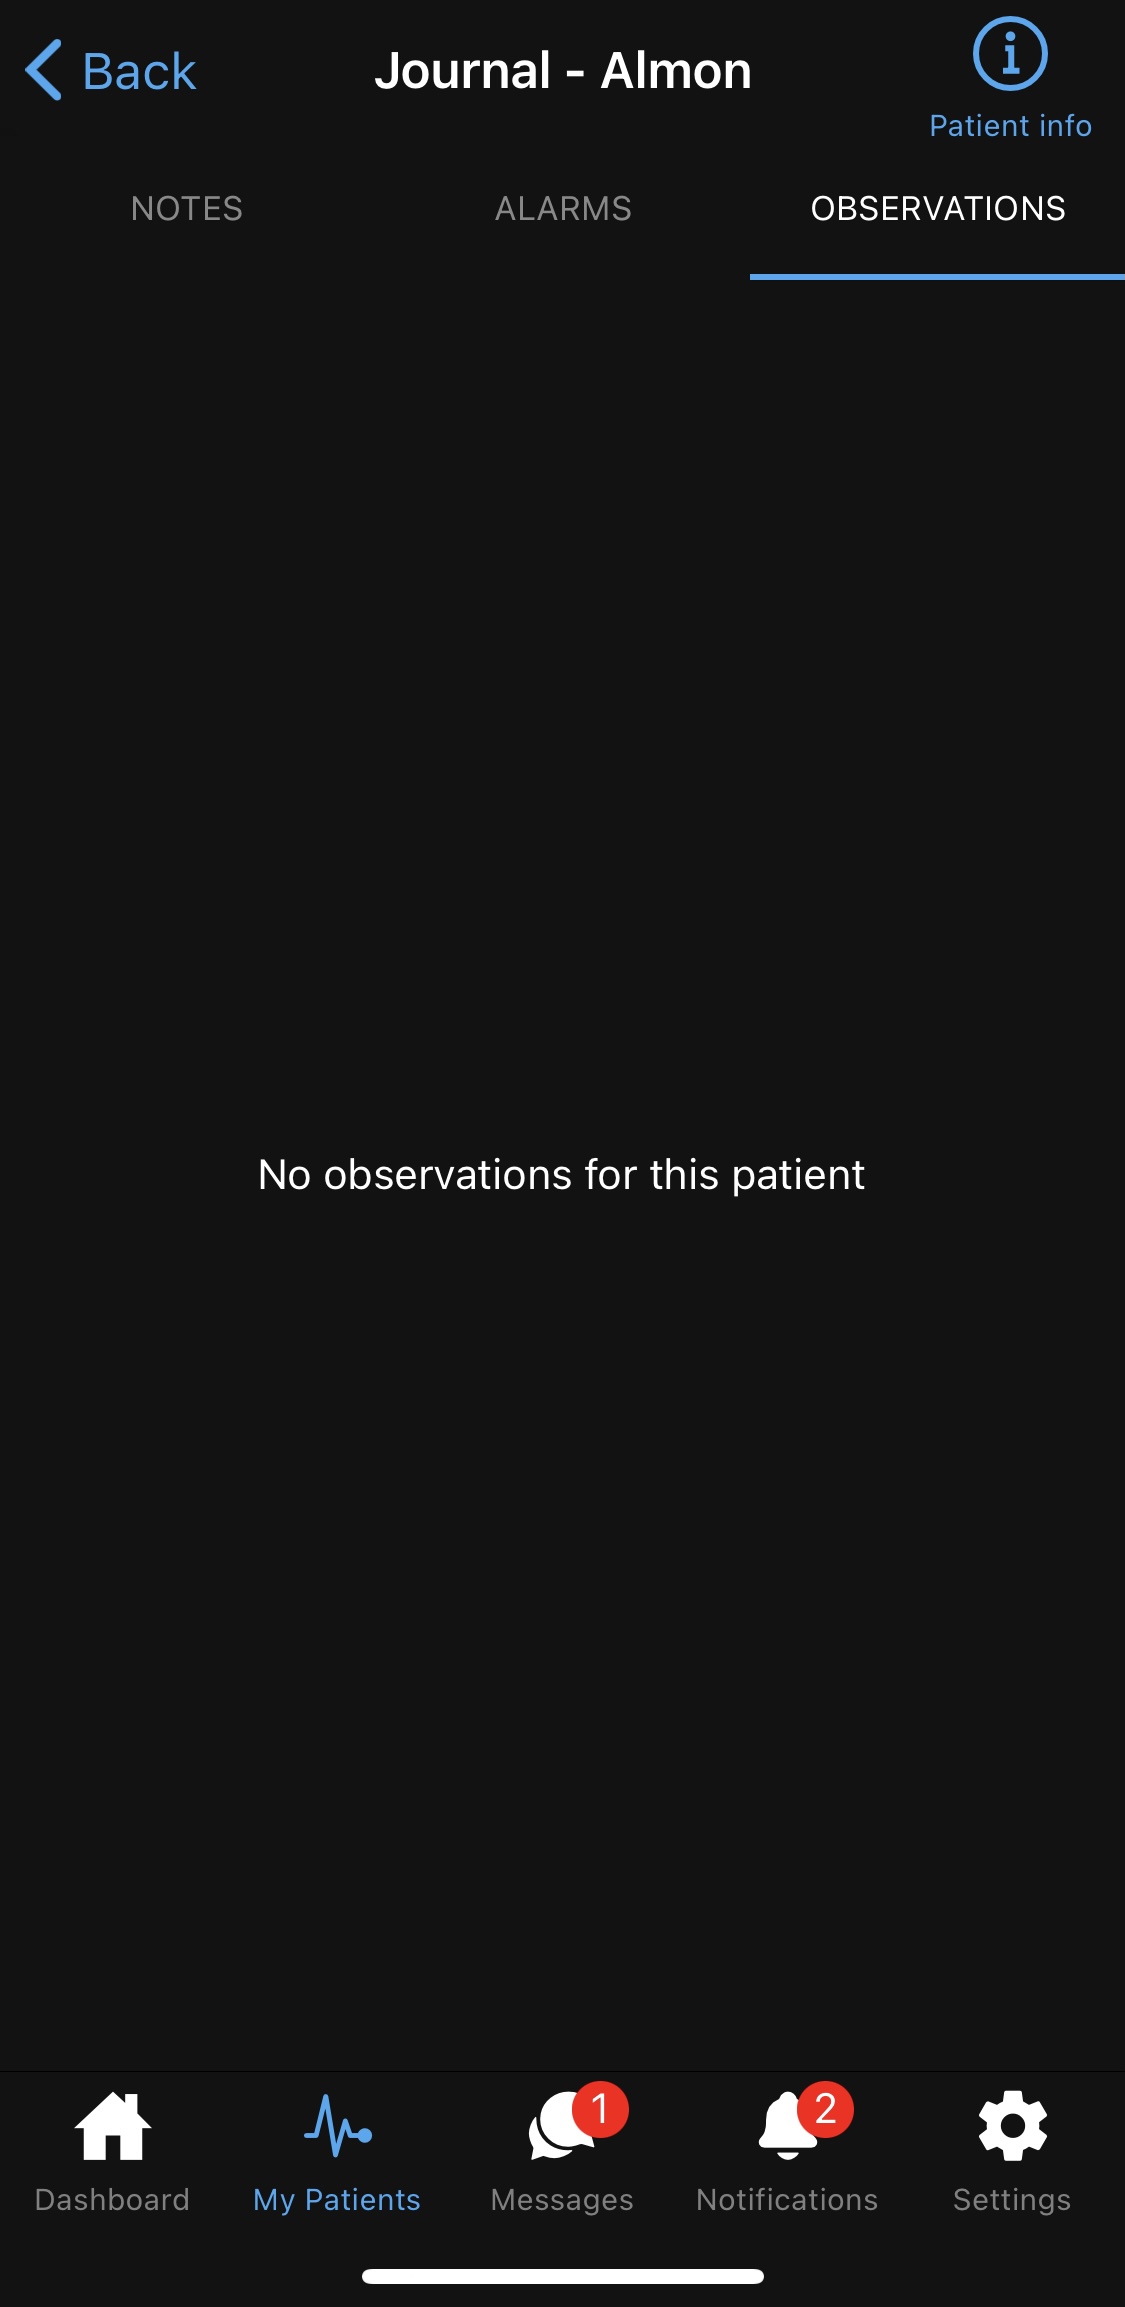 Back
Journal - Almon
Patient info
NOTES
ALARMS
OBSERVATIONS
No observations for this patient
1
2
Dashboard
My Patients
Messages
Notifications
Settings